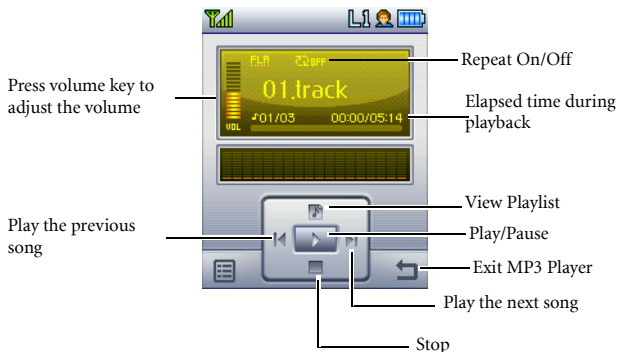 L1
FLA OFF
Repeat On/Off
Press volume key to
adjust the volume
01.track
Elapsed time during
playback
VOL
01/03 00:00/05:14
View Playlist
Play the previous
song
Play/Pause
Exit MP3 Player
Play the next song
Stop